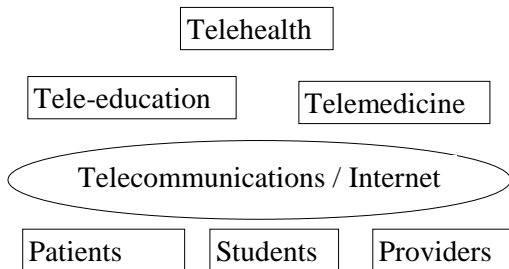 Telehealth
Tele-education
Telemedicine
Telecommunications / Internet
Patients
Students
Providers